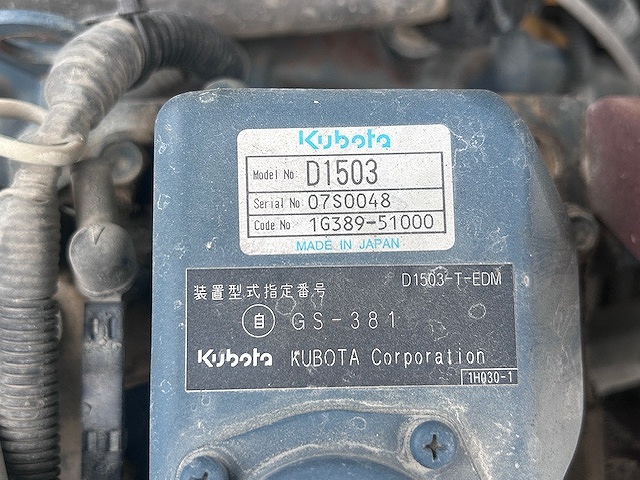 Kubota
Model No D1503
Serial No 07S0048
Code No 1G389-51000
MADE IN JAPAN
D1503-T-EDM
装置型式指定番号
自 GS-381
Kubota KUBOTA Corporation
1H030-1